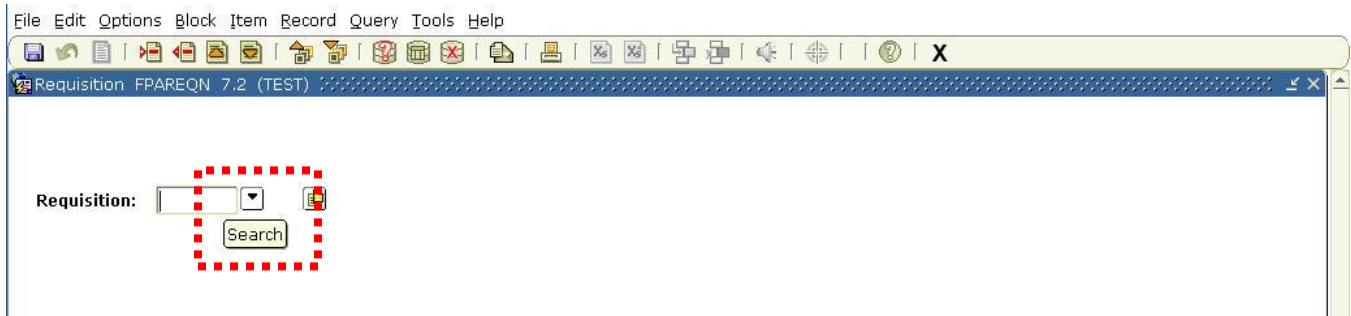 File Edit Options Block Item Record Query Tools Help
X
Requisition FPAREQN 7.2 (TEST)
Requisition:
Search